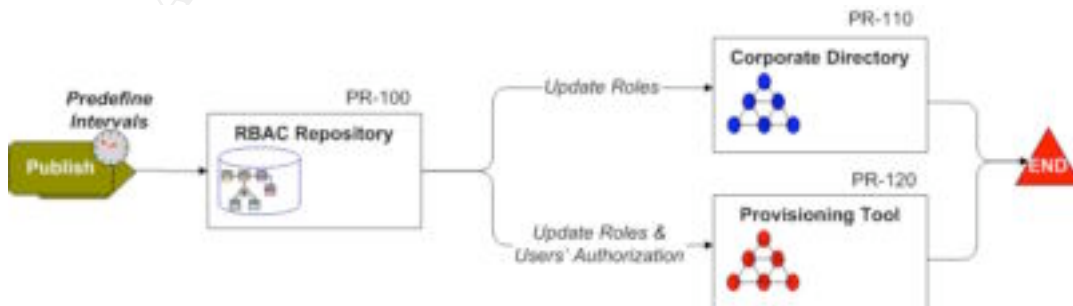 PR-110
Corporate Directory
Update Roles
Predefine
Intervals
PR-100
RBAC Repository
Publish
END
PR-120
Provisioning Tool
Update Roles &
Users' Authorization